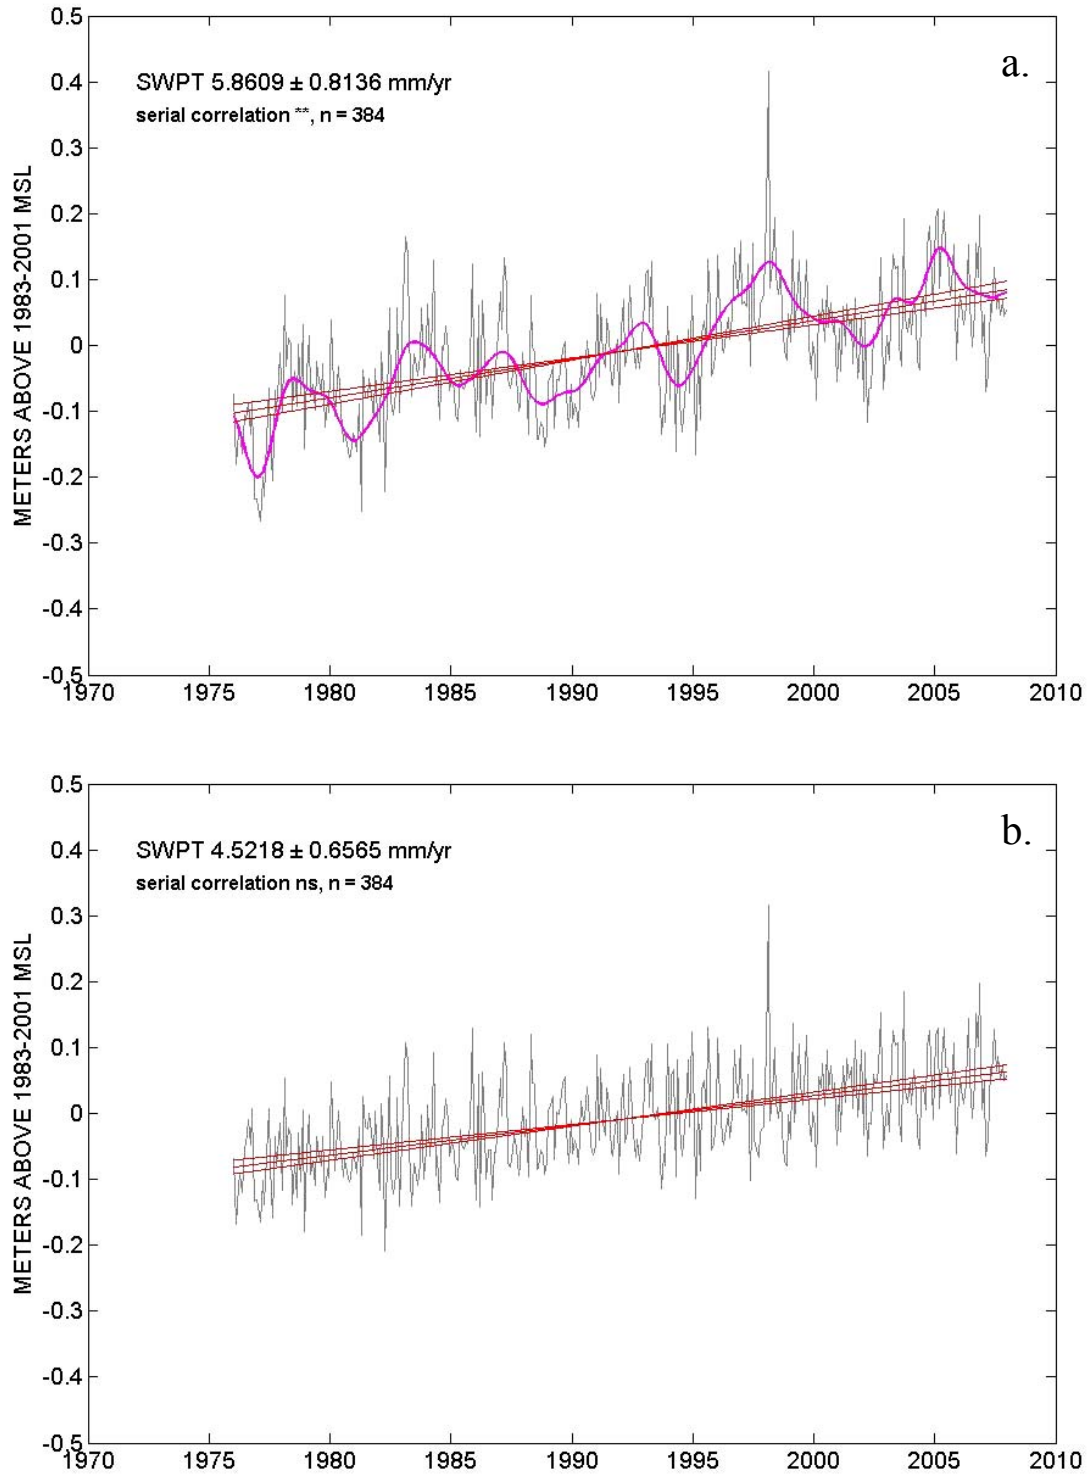 0.5
a.
0.4
SWPT 5.8609 ± 0.8136 mm/yr
serial correlation **, n = 384
0.3
0.2
0.1
0
-0.1
-0.2
-0.3
-0.4
-0.5
METERS ABOVE 1983-2001 MSL
1970 1975 1980 1985 1990 1995 2000 2005 2010
0.5
b.
0.4
SWPT 4.5218 ± 0.6565 mm/yr
serial correlation ns, n = 384
0.3
0.2
0.1
0
-0.1
-0.2
-0.3
-0.4
-0.5
METERS ABOVE 1983-2001 MSL
1970 1975 1980 1985 1990 1995 2000 2005 2010